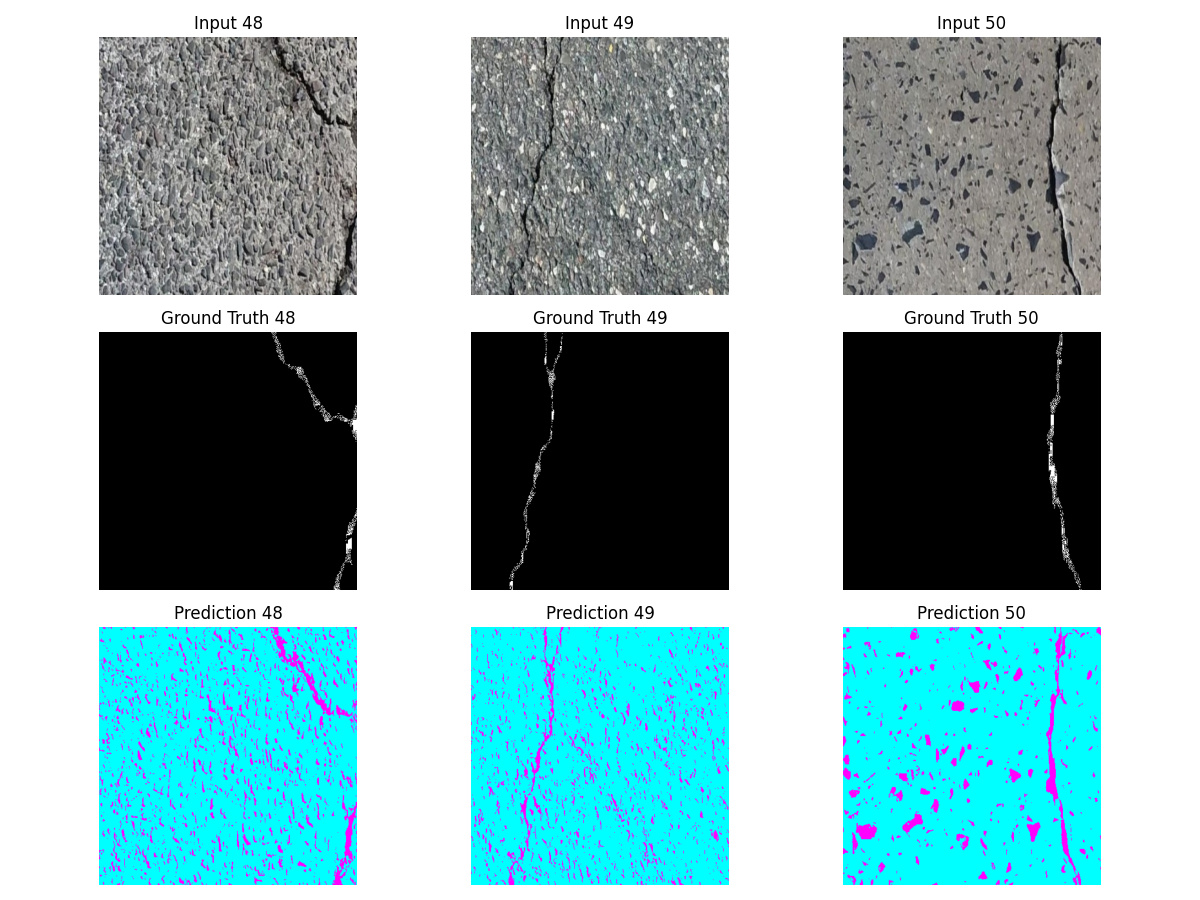 Input 48
Input 49
Input 50
Ground Truth 48
Ground Truth 49
Ground Truth 50
Prediction 48
Prediction 49
Prediction 50